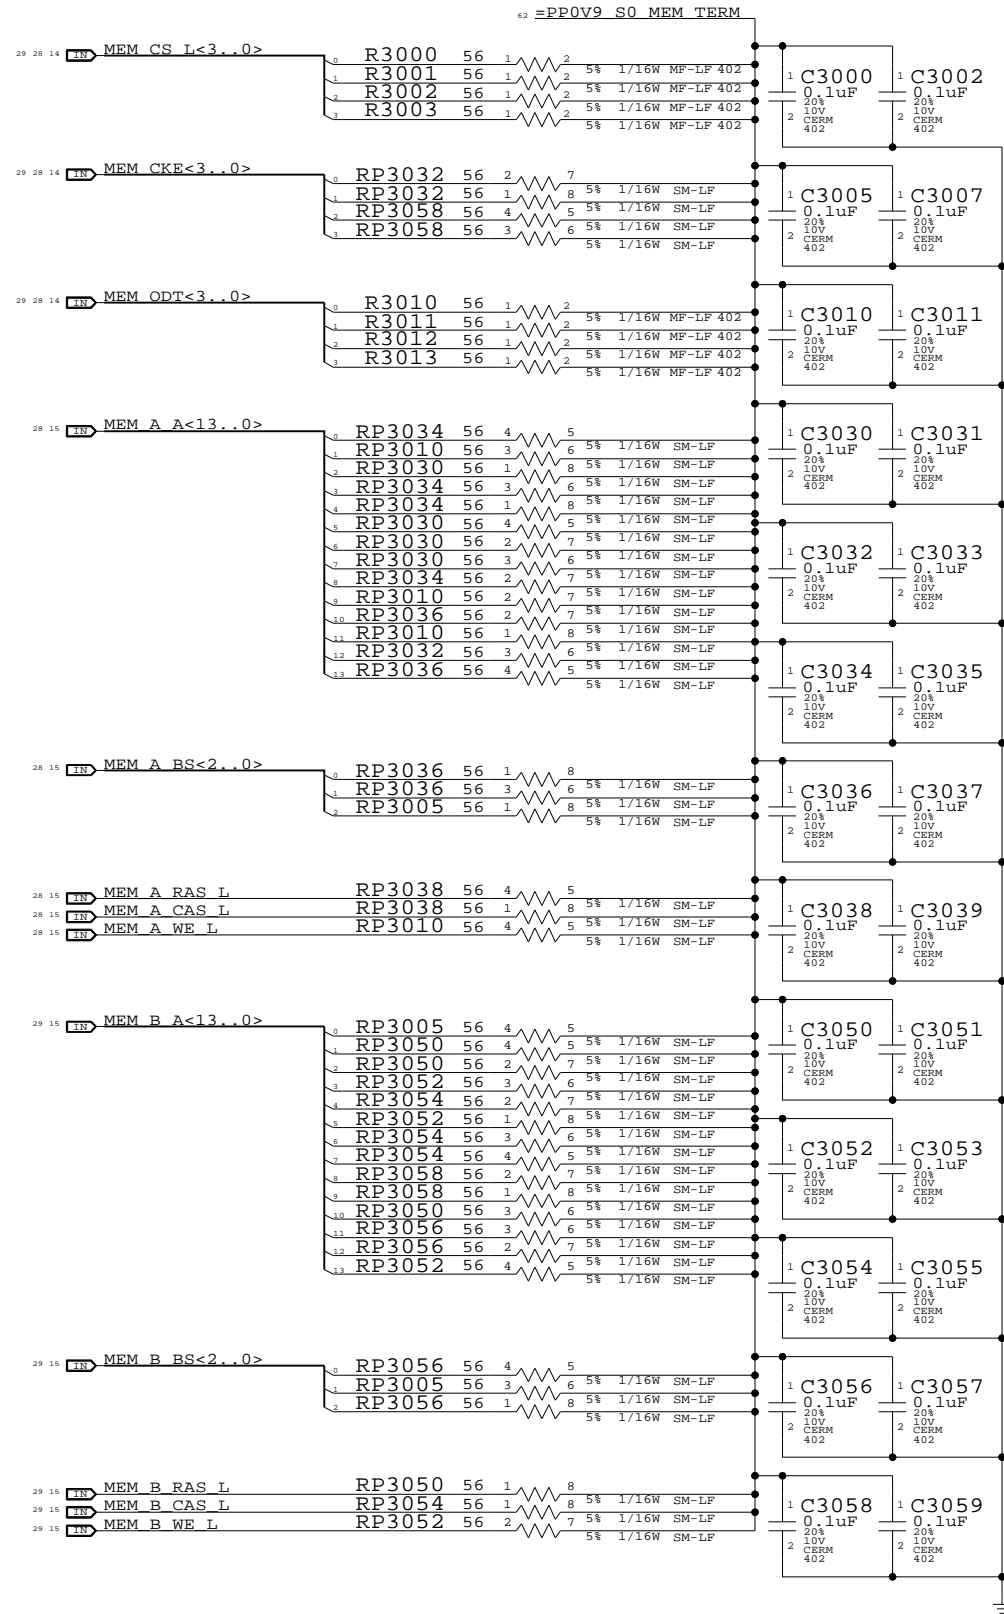 62 =PP0V9_S0_MEM_TERM
29 28 14 IN MEM_CS_L<3..0>
0 R3000 56 1 2 5% 1/16W MF-LF 402
1 R3001 56 1 2 5% 1/16W MF-LF 402
2 R3002 56 1 2 5% 1/16W MF-LF 402
3 R3003 56 1 2 5% 1/16W MF-LF 402
1 C3000 0.1uF 20% 10V 2 CERM 402
1 C3002 0.1uF 20% 10V 2 CERM 402
29 28 14 IN MEM_CKE<3..0>
0 RP3032 56 2 7 5% 1/16W SM-LF
1 RP3032 56 1 8 5% 1/16W SM-LF
2 RP3058 56 4 5 5% 1/16W SM-LF
3 RP3058 56 3 6 5% 1/16W SM-LF
1 C3005 0.1uF 20% 10V 2 CERM 402
1 C3007 0.1uF 20% 10V 2 CERM 402
29 28 14 IN MEM_ODT<3..0>
0 R3010 56 1 2 5% 1/16W MF-LF 402
1 R3011 56 1 2 5% 1/16W MF-LF 402
2 R3012 56 1 2 5% 1/16W MF-LF 402
3 R3013 56 1 2 5% 1/16W MF-LF 402
1 C3010 0.1uF 20% 10V 2 CERM 402
1 C3011 0.1uF 20% 10V 2 CERM 402
28 15 IN MEM_A_A<13..0>
0 RP3034 56 4 5 5% 1/16W SM-LF
1 RP3010 56 3 6 5% 1/16W SM-LF
2 RP3030 56 1 8 5% 1/16W SM-LF
3 RP3034 56 3 6 5% 1/16W SM-LF
4 RP3034 56 1 8 5% 1/16W SM-LF
5 RP3030 56 4 5 5% 1/16W SM-LF
6 RP3030 56 2 7 5% 1/16W SM-LF
7 RP3030 56 3 6 5% 1/16W SM-LF
8 RP3034 56 2 7 5% 1/16W SM-LF
9 RP3010 56 2 7 5% 1/16W SM-LF
10 RP3036 56 2 7 5% 1/16W SM-LF
11 RP3010 56 1 8 5% 1/16W SM-LF
12 RP3032 56 3 6 5% 1/16W SM-LF
13 RP3036 56 4 5 5% 1/16W SM-LF
1 C3030 0.1uF 20% 10V 2 CERM 402
1 C3031 0.1uF 20% 10V 2 CERM 402
1 C3032 0.1uF 20% 10V 2 CERM 402
1 C3033 0.1uF 20% 10V 2 CERM 402
1 C3034 0.1uF 20% 10V 2 CERM 402
1 C3035 0.1uF 20% 10V 2 CERM 402
28 15 IN MEM_A_BS<2..0>
0 RP3036 56 1 8 5% 1/16W SM-LF
1 RP3036 56 3 6 5% 1/16W SM-LF
2 RP3005 56 1 8 5% 1/16W SM-LF
1 C3036 0.1uF 20% 10V 2 CERM 402
1 C3037 0.1uF 20% 10V 2 CERM 402
28 15 IN MEM_A_RAS_L RP3038 56 4 5 5% 1/16W SM-LF
28 15 IN MEM_A_CAS_L RP3038 56 1 8 5% 1/16W SM-LF
28 15 IN MEM_A_WE_L RP3010 56 4 5 5% 1/16W SM-LF
1 C3038 0.1uF 20% 10V 2 CERM 402
1 C3039 0.1uF 20% 10V 2 CERM 402
29 15 IN MEM_B_A<13..0>
0 RP3005 56 4 5 5% 1/16W SM-LF
1 RP3050 56 4 5 5% 1/16W SM-LF
2 RP3050 56 2 7 5% 1/16W SM-LF
3 RP3052 56 3 6 5% 1/16W SM-LF
4 RP3054 56 2 7 5% 1/16W SM-LF
5 RP3052 56 1 8 5% 1/16W SM-LF
6 RP3054 56 3 6 5% 1/16W SM-LF
7 RP3054 56 4 5 5% 1/16W SM-LF
8 RP3058 56 2 7 5% 1/16W SM-LF
9 RP3058 56 1 8 5% 1/16W SM-LF
10 RP3050 56 3 6 5% 1/16W SM-LF
11 RP3056 56 3 6 5% 1/16W SM-LF
12 RP3056 56 2 7 5% 1/16W SM-LF
13 RP3052 56 4 5 5% 1/16W SM-LF
1 C3050 0.1uF 20% 10V 2 CERM 402
1 C3051 0.1uF 20% 10V 2 CERM 402
1 C3052 0.1uF 20% 10V 2 CERM 402
1 C3053 0.1uF 20% 10V 2 CERM 402
1 C3054 0.1uF 20% 10V 2 CERM 402
1 C3055 0.1uF 20% 10V 2 CERM 402
29 15 IN MEM_B_BS<2..0>
0 RP3056 56 4 5 5% 1/16W SM-LF
1 RP3005 56 3 6 5% 1/16W SM-LF
2 RP3056 56 1 8 5% 1/16W SM-LF
1 C3056 0.1uF 20% 10V 2 CERM 402
1 C3057 0.1uF 20% 10V 2 CERM 402
29 15 IN MEM_B_RAS_L RP3050 56 1 8 5% 1/16W SM-LF
29 15 IN MEM_B_CAS_L RP3054 56 1 8 5% 1/16W SM-LF
29 15 IN MEM_B_WE_L RP3052 56 2 7 5% 1/16W SM-LF
1 C3058 0.1uF 20% 10V 2 CERM 402
1 C3059 0.1uF 20% 10V 2 CERM 402